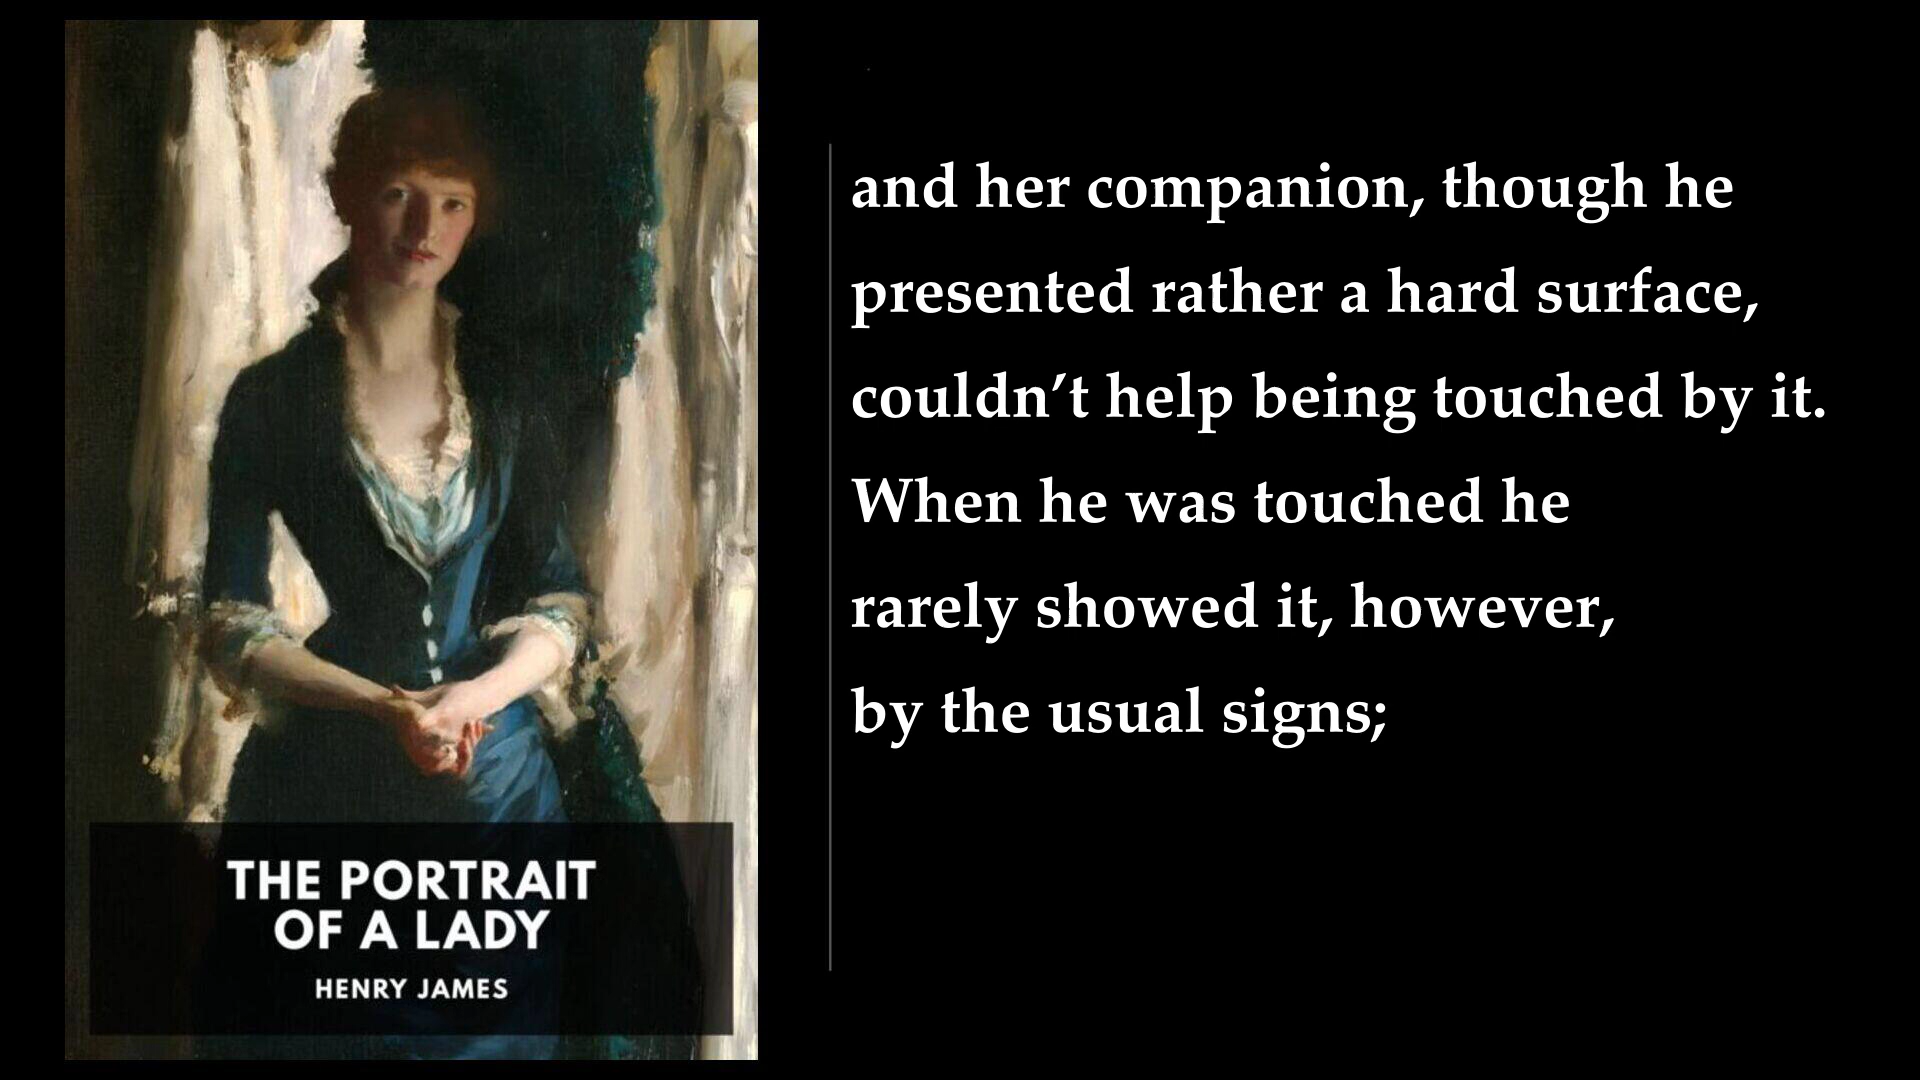 and her companion, though he
presented rather a hard surface,
couldn’t help being touched by it.
When he was touched he
rarely showed it, however,
by the usual signs;
THE PORTRAIT
OF A LADY
HENRY JAMES